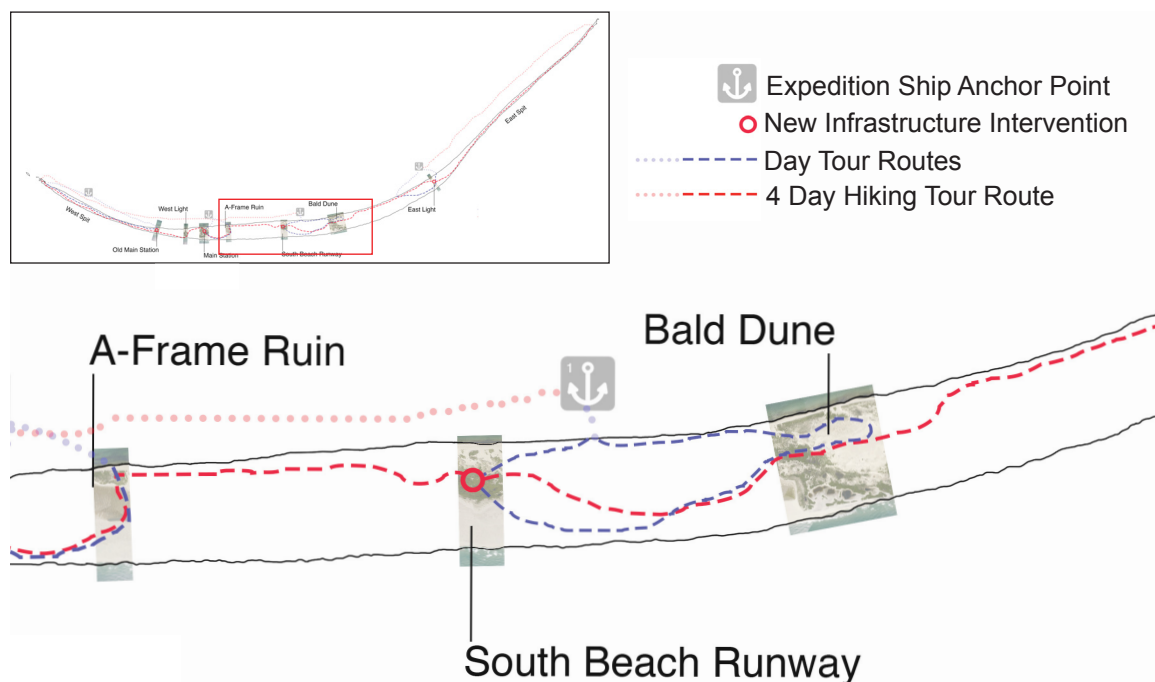 East Spit
Bald Dune
West Light
A-Frame Ruin
West Spit
East Light
Old Main Station
Main Station
South Beach Runway
Expedition Ship Anchor Point
New Infrastructure Intervention
Day Tour Routes
4 Day Hiking Tour Route
A-Frame Ruin
1
Bald Dune
South Beach Runway